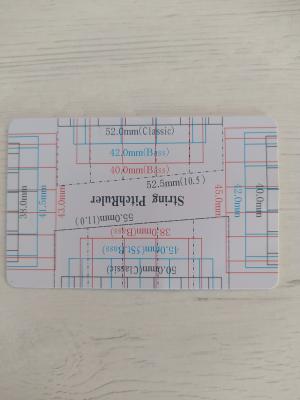 52.0mm(Classic)
42.0mm(Bass)
40.0mm(Bass)
52.5mm(10.5)
String PitchRuler
55.0mm(11.0)
38.0mm(Bass)
45.0mm(5St.Bass)
50.0mm(Classic)
38.0mm
41.5mm
43.0mm
45.0mm
42.0mm
40.0mm